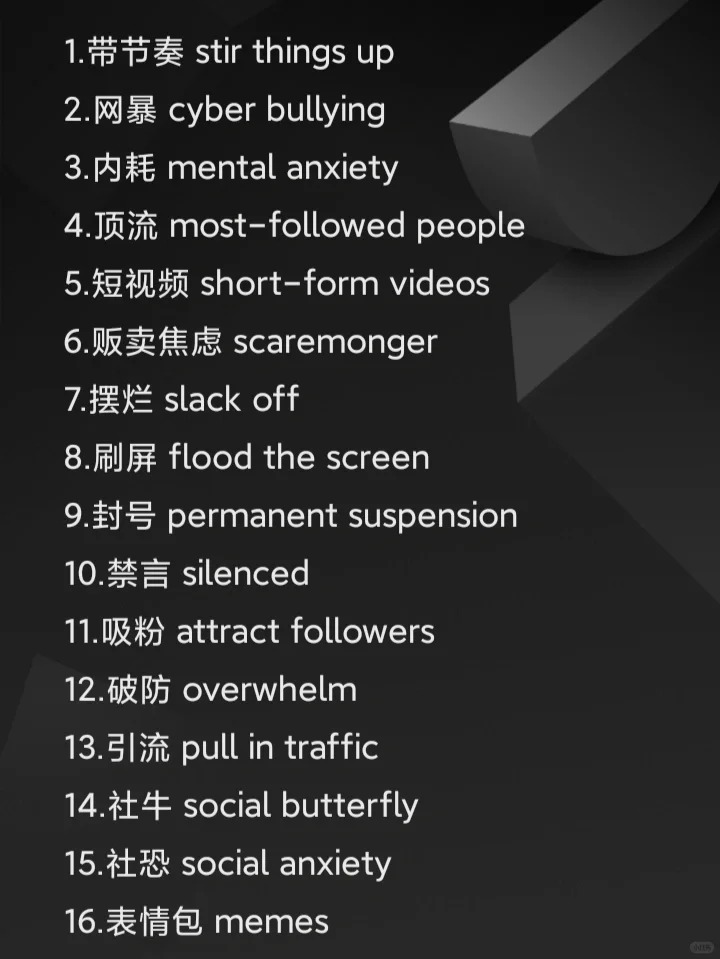 1.带节奏 stir things up
2.网暴 cyber bullying
3.内耗 mental anxiety
4.顶流 most-followed people
5.短视频 short-form videos
6.贩卖焦虑 scaremonger
7.摆烂 slack off
8.刷屏 flood the screen
9.封号 permanent suspension
10.禁言 silenced
11.吸粉 attract followers
12.破防 overwhelm
13.引流 pull in traffic
14.社牛 social butterfly
15.社恐 social anxiety
16.表情包 memes